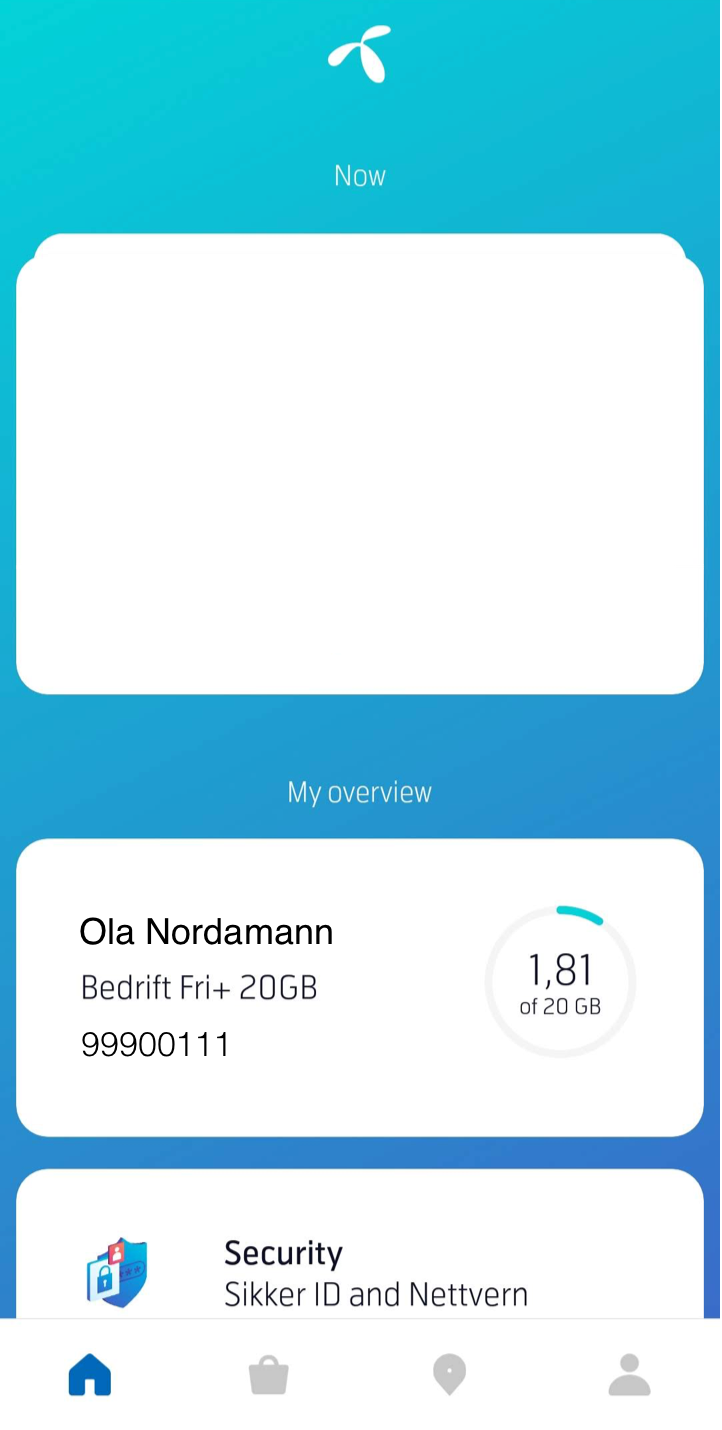 Now
My overview
Ola Nordamann
Bedrift Fri+ 20GB
99900111
1,81
of 20 GB
Security
Sikker ID and Nettvern